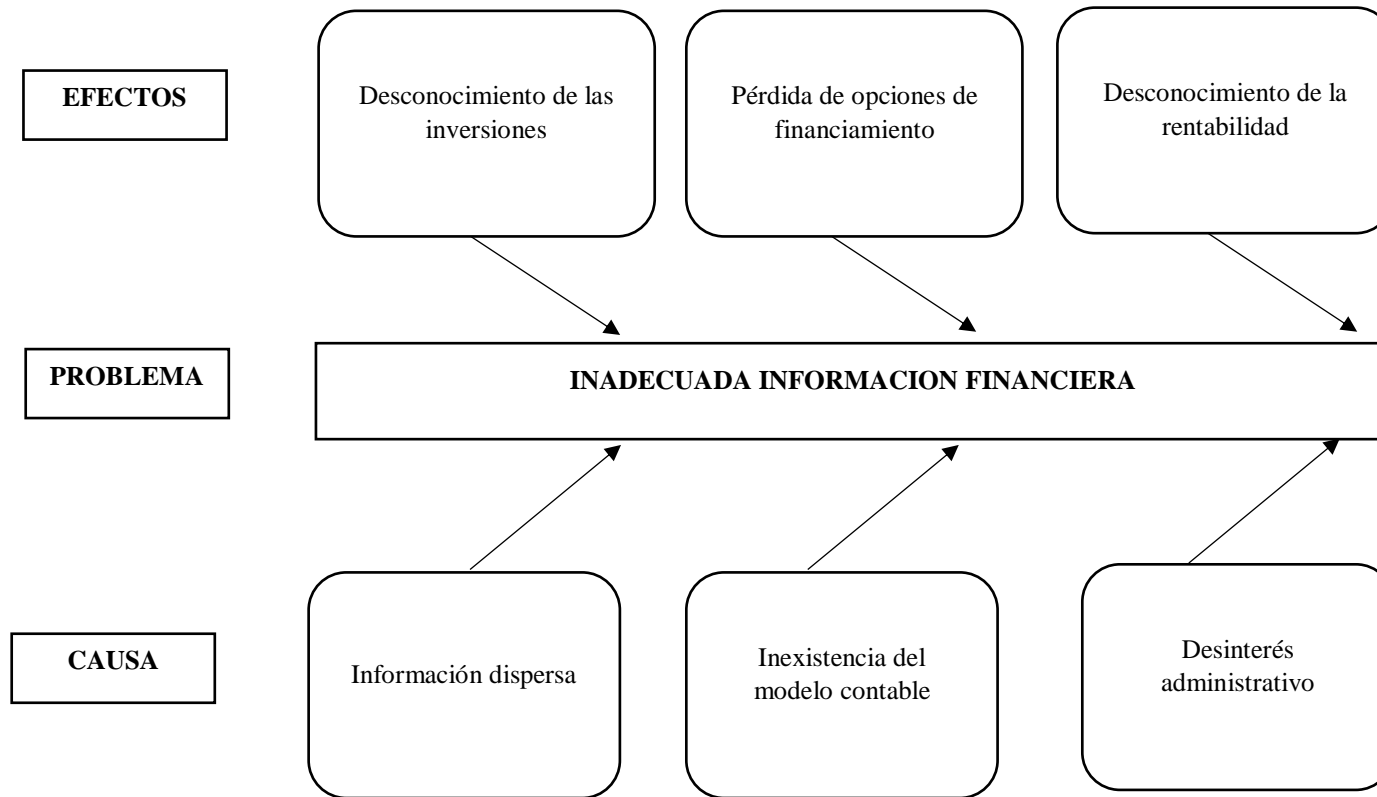 EFECTOS
Desconocimiento de las
inversiones
Pérdida de opciones de
financiamiento
Desconocimiento de la
rentabilidad
PROBLEMA
INADECUADA INFORMACION FINANCIERA
CAUSA
Información dispersa
Inexistencia del
modelo contable
Desinterés
administrativo